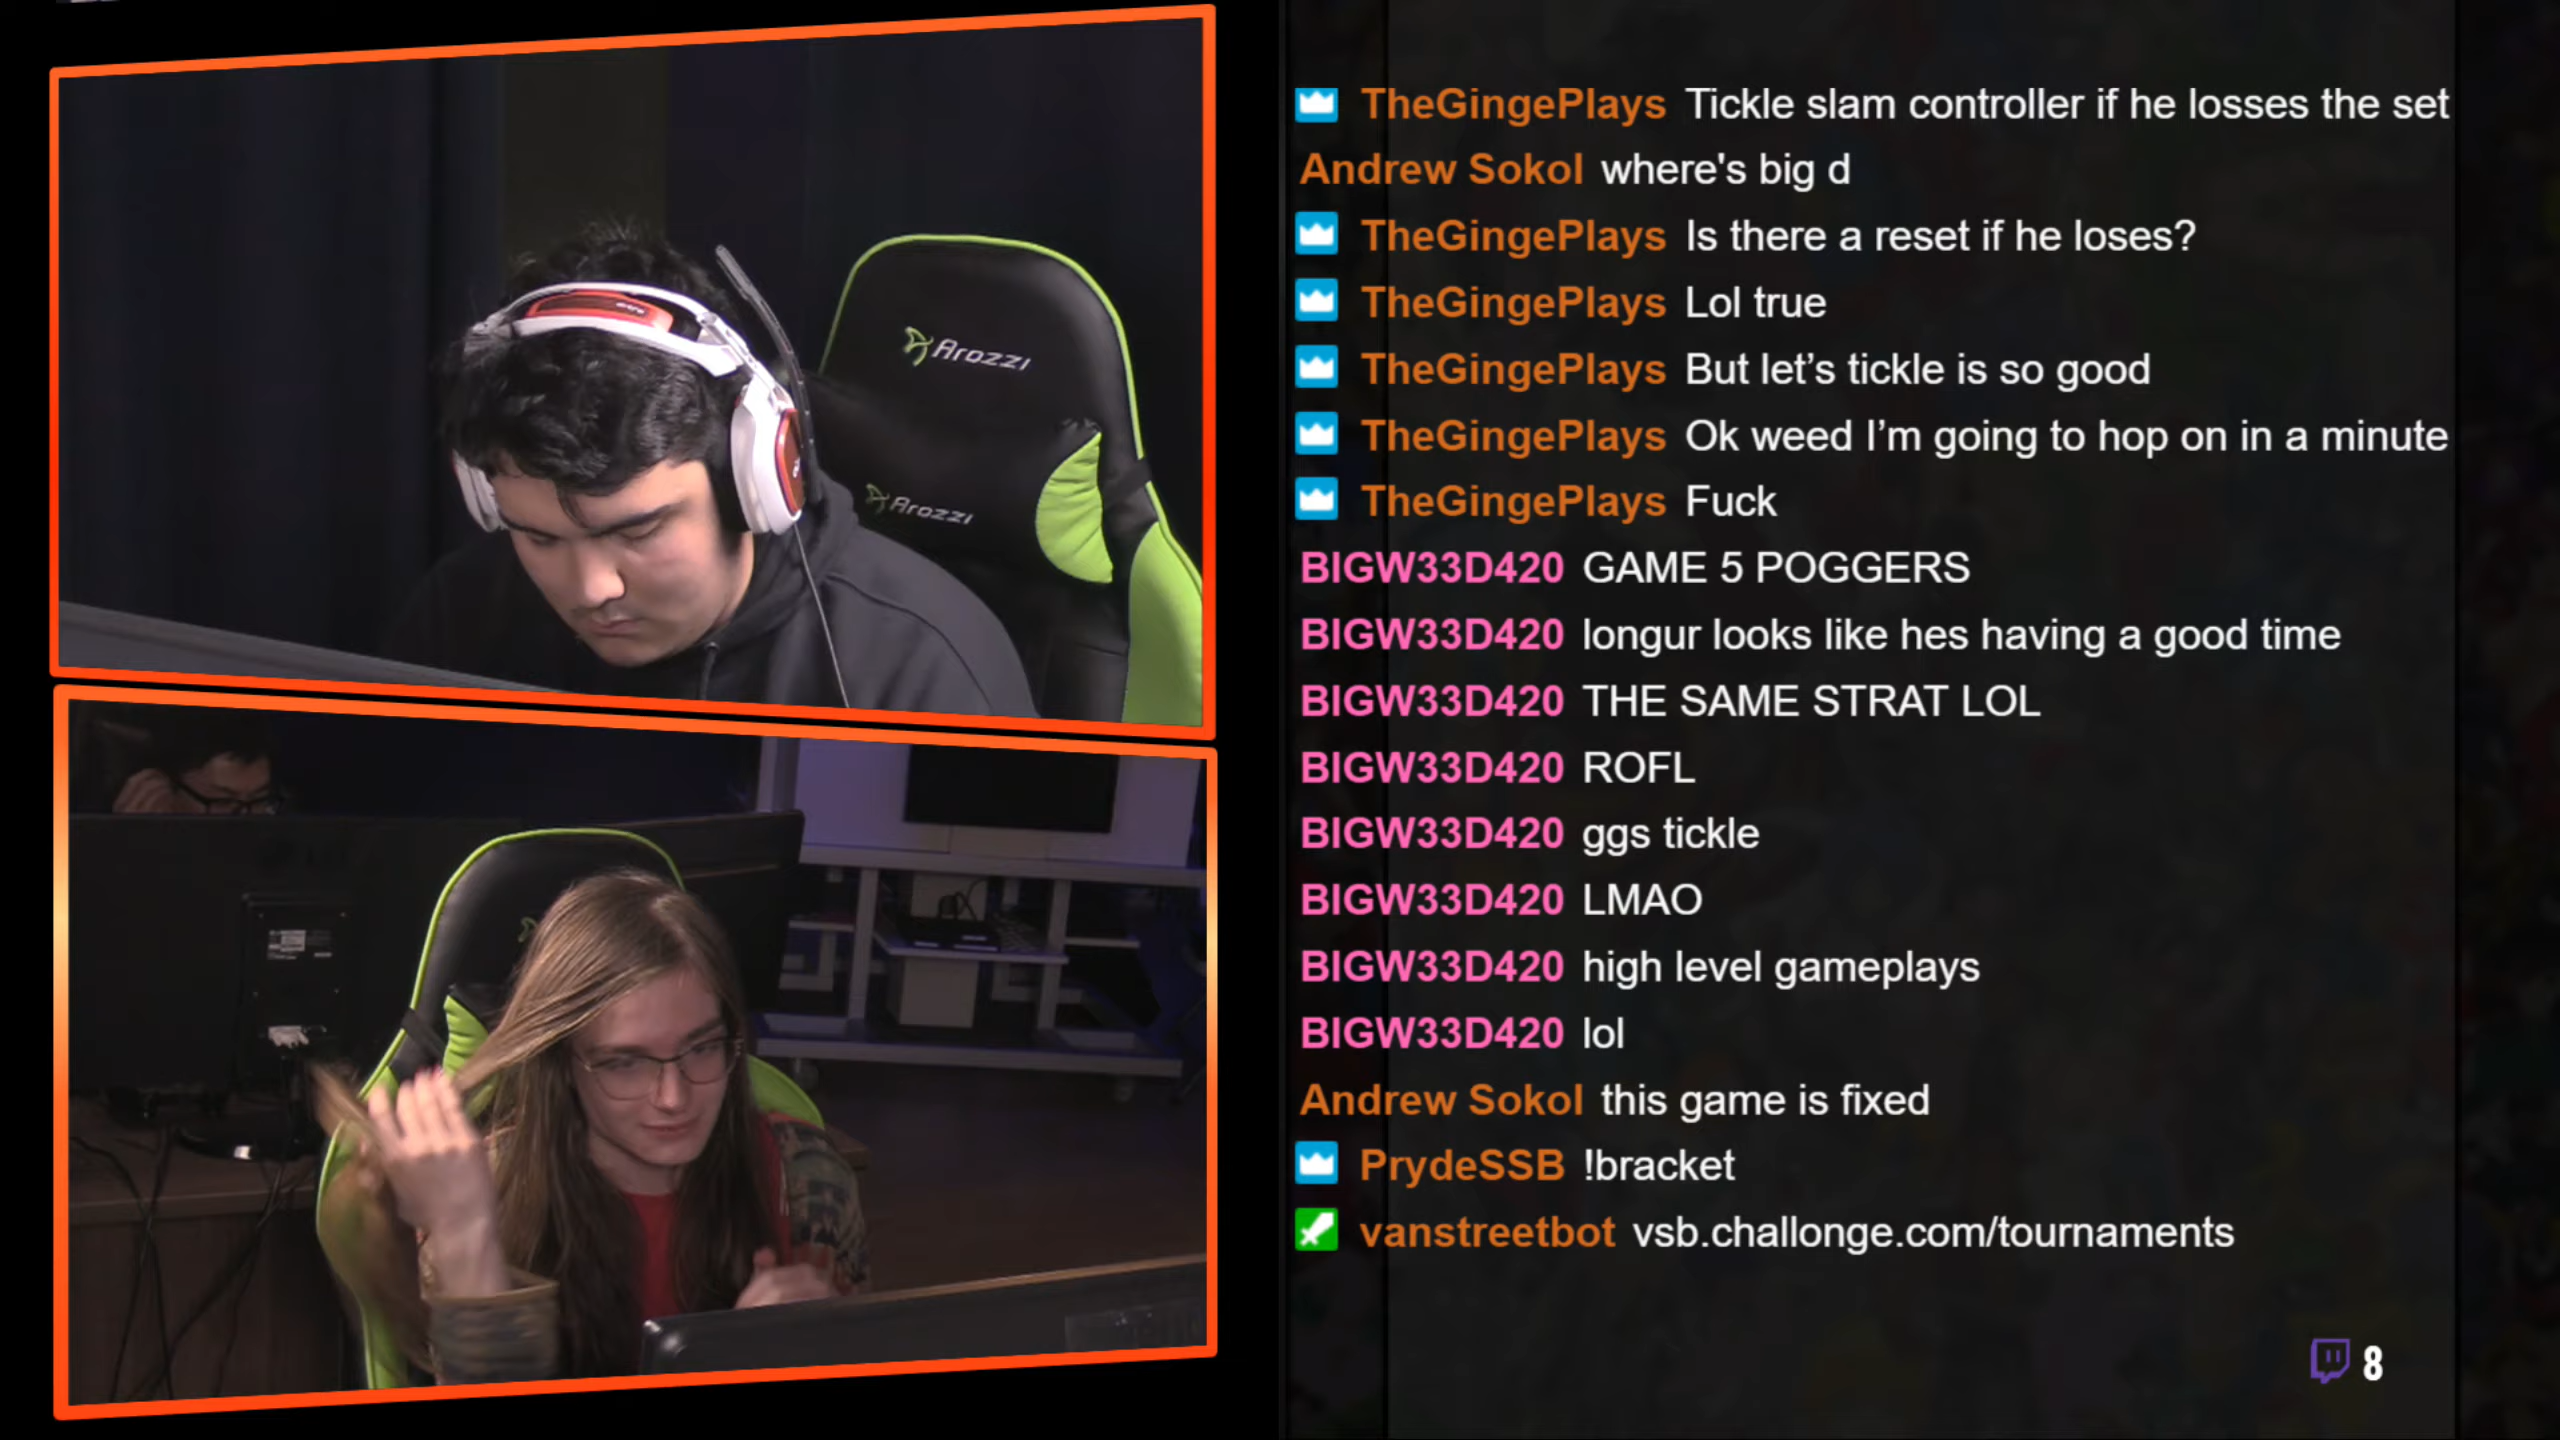 Arozzi
Arozzi
TheGingePlays Tickle slam controller if he losses the set
Andrew Sokol where's big d
TheGingePlays Is there a reset if he loses?
TheGingePlays Lol true
TheGingePlays But let’s tickle is so good
TheGingePlays Ok weed I’m going to hop on in a minute
TheGingePlays Fuck
BIGW33D420 GAME 5 POGGERS
BIGW33D420 longur looks like hes having a good time
BIGW33D420 THE SAME STRAT LOL
BIGW33D420 ROFL
BIGW33D420 ggs tickle
BIGW33D420 LMAO
BIGW33D420 high level gameplays
BIGW33D420 lol
Andrew Sokol this game is fixed
PrydeSSB !bracket
vanstreetbot vsb.challonge.com/tournaments
8